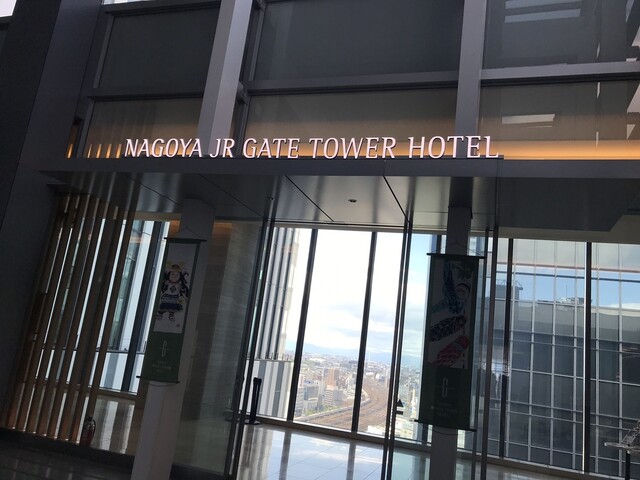 NAGOYA JR GATE TOWER HOTEL